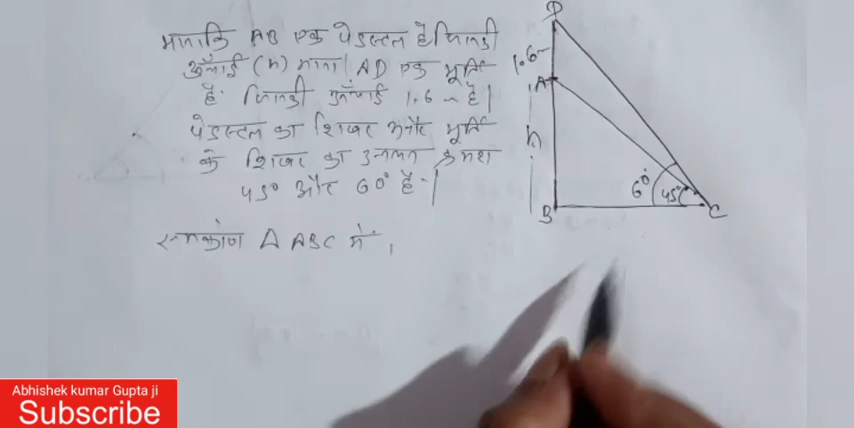 मानाकि AB एक पेडस्टल है जिसकी
ऊँचाई (h) माना। AD एक मूर्ति
है जिसकी ऊँचाई 1.6 m है।
पेडस्टल का शिखर और मूर्ति
के शिखर का उन्नयन क्रमश
45° और 60° है।
समकोण Δ ABC में,
D
1.6m
A
h
60°
45°
B
C
Abhishek kumar Gupta ji
Subscribe